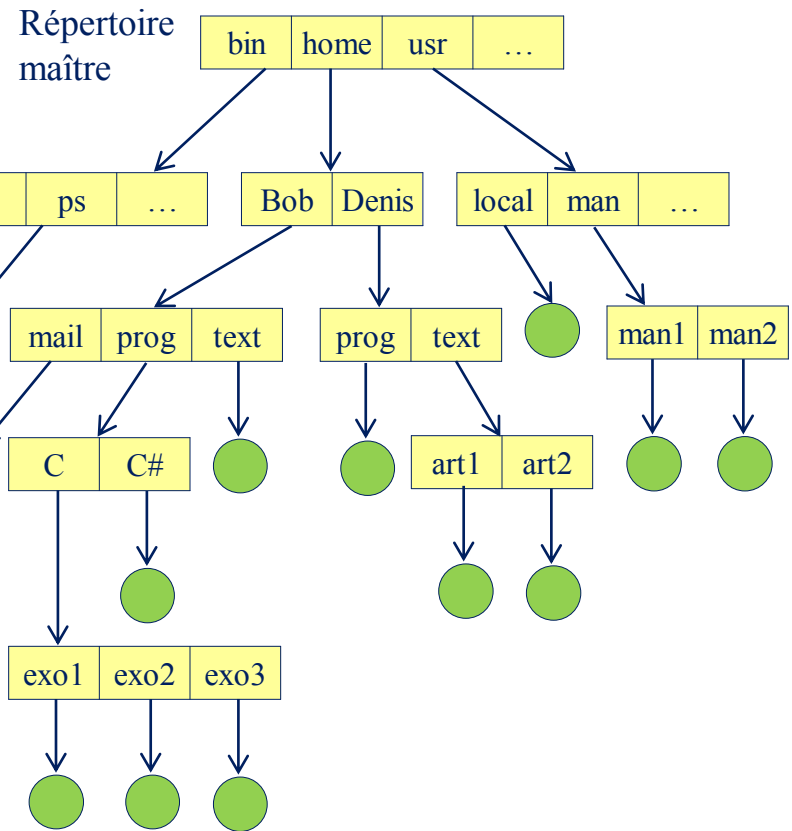 Répertoire
maître
bin home usr …
ps … Bob Denis local man …
mail prog text prog text man1 man2
C C# art1 art2
exo1 exo2 exo3